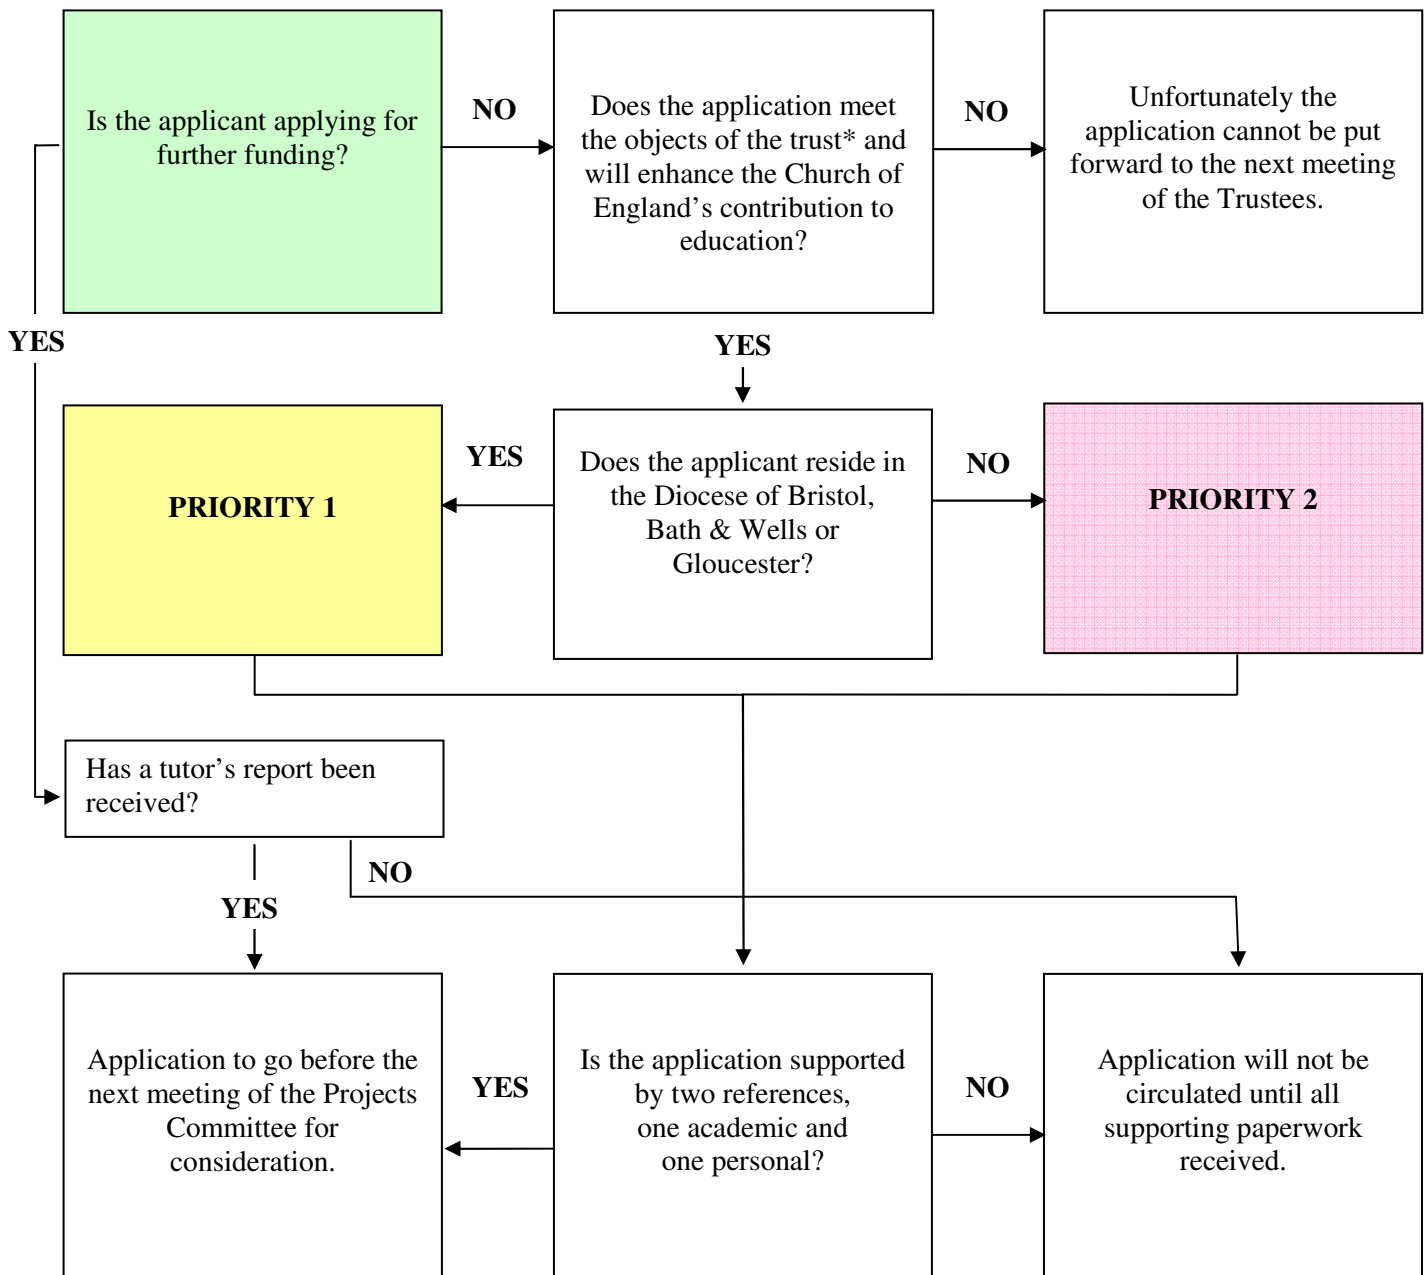 Is the applicant applying for
further funding?
NO
Does the application meet
the objects of the trust* and
will enhance the Church of
England’s contribution to
education?
NO
Unfortunately the
application cannot be put
forward to the next meeting
of the Trustees.
YES
YES
PRIORITY 1
YES
Does the applicant reside in
the Diocese of Bristol,
Bath & Wells or
Gloucester?
NO
PRIORITY 2
Has a tutor’s report been
received?
NO
YES
Application to go before the
next meeting of the Projects
Committee for
consideration.
YES
Is the application supported
by two references,
one academic and
one personal?
NO
Application will not be
circulated until all
supporting paperwork
received.